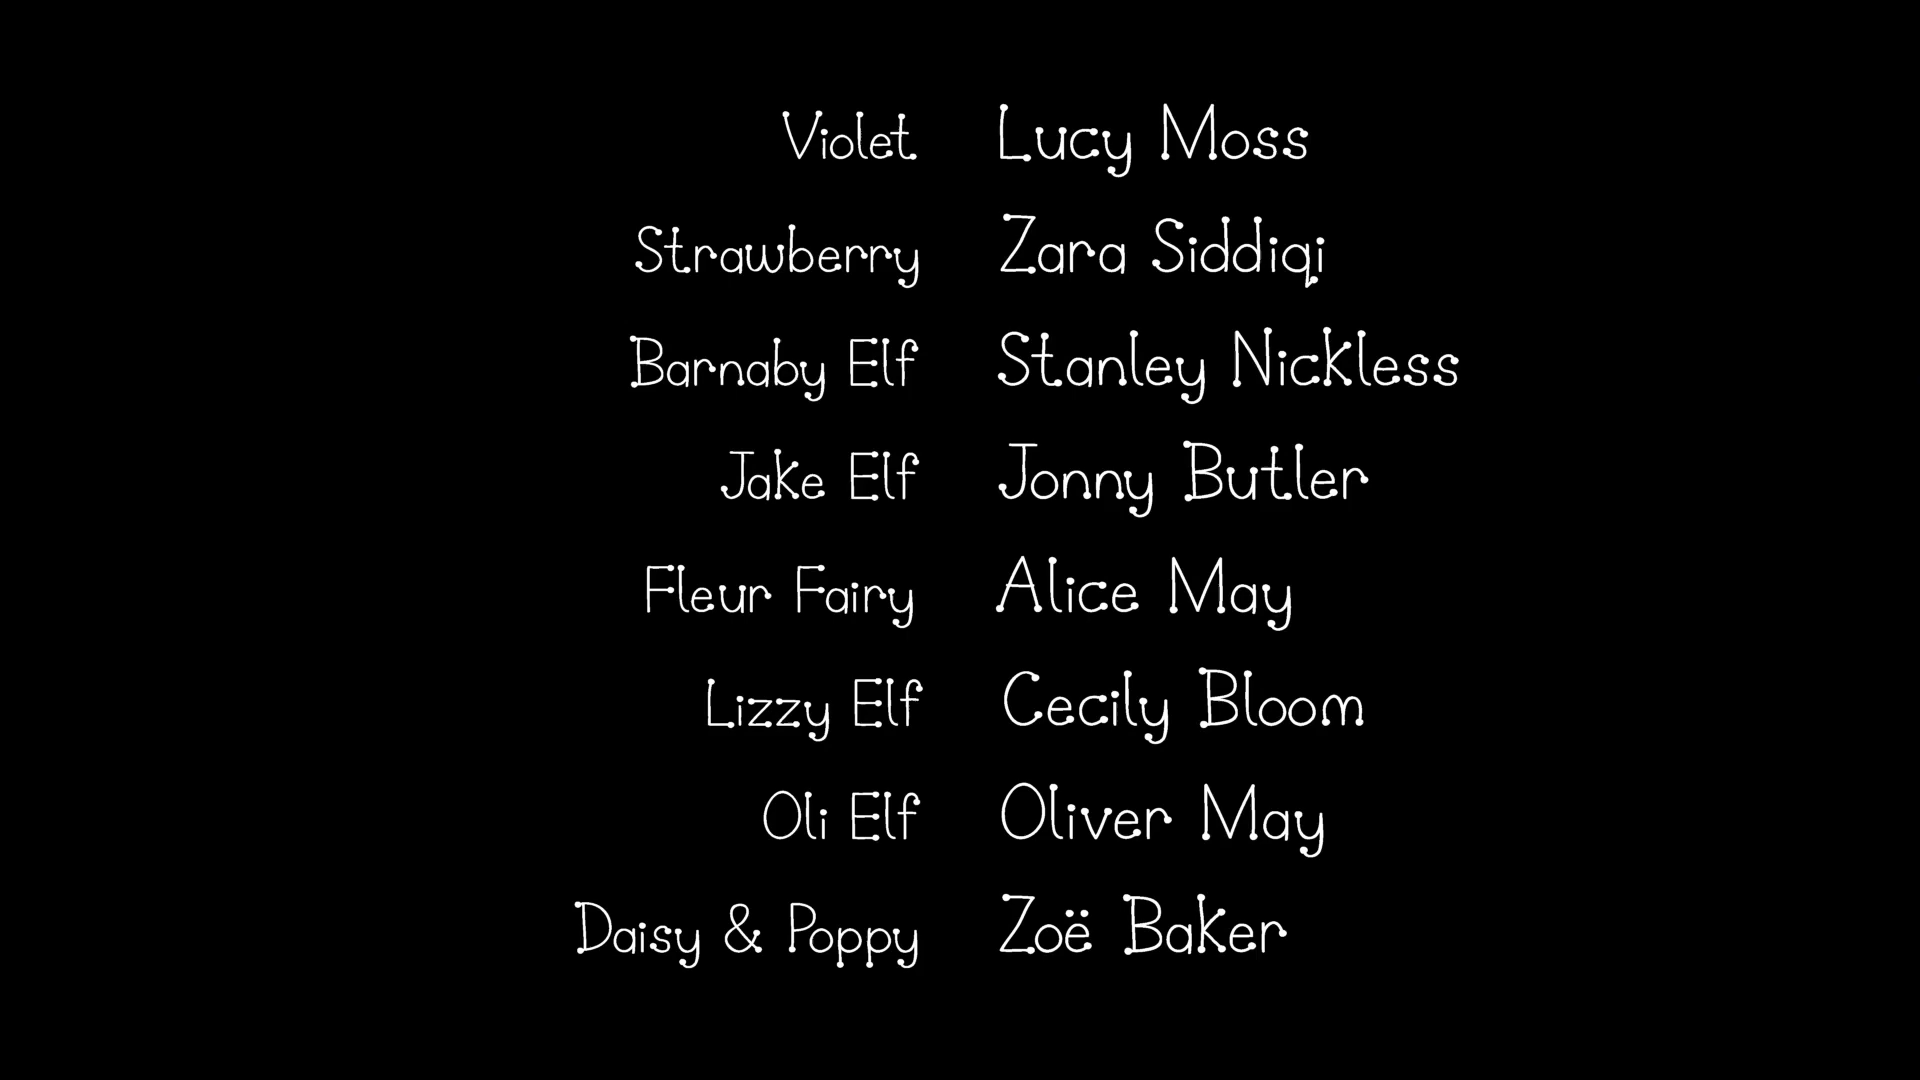 Violet Lucy Moss
Strawberry Zara Siddiqi
Barnaby Elf Stanley Nickless
Jake Elf Jonny Butler
Fleur Fairy Alice May
Lizzy Elf Cecily Bloom
Oli Elf Oliver May
Daisy & Poppy Zoë Baker